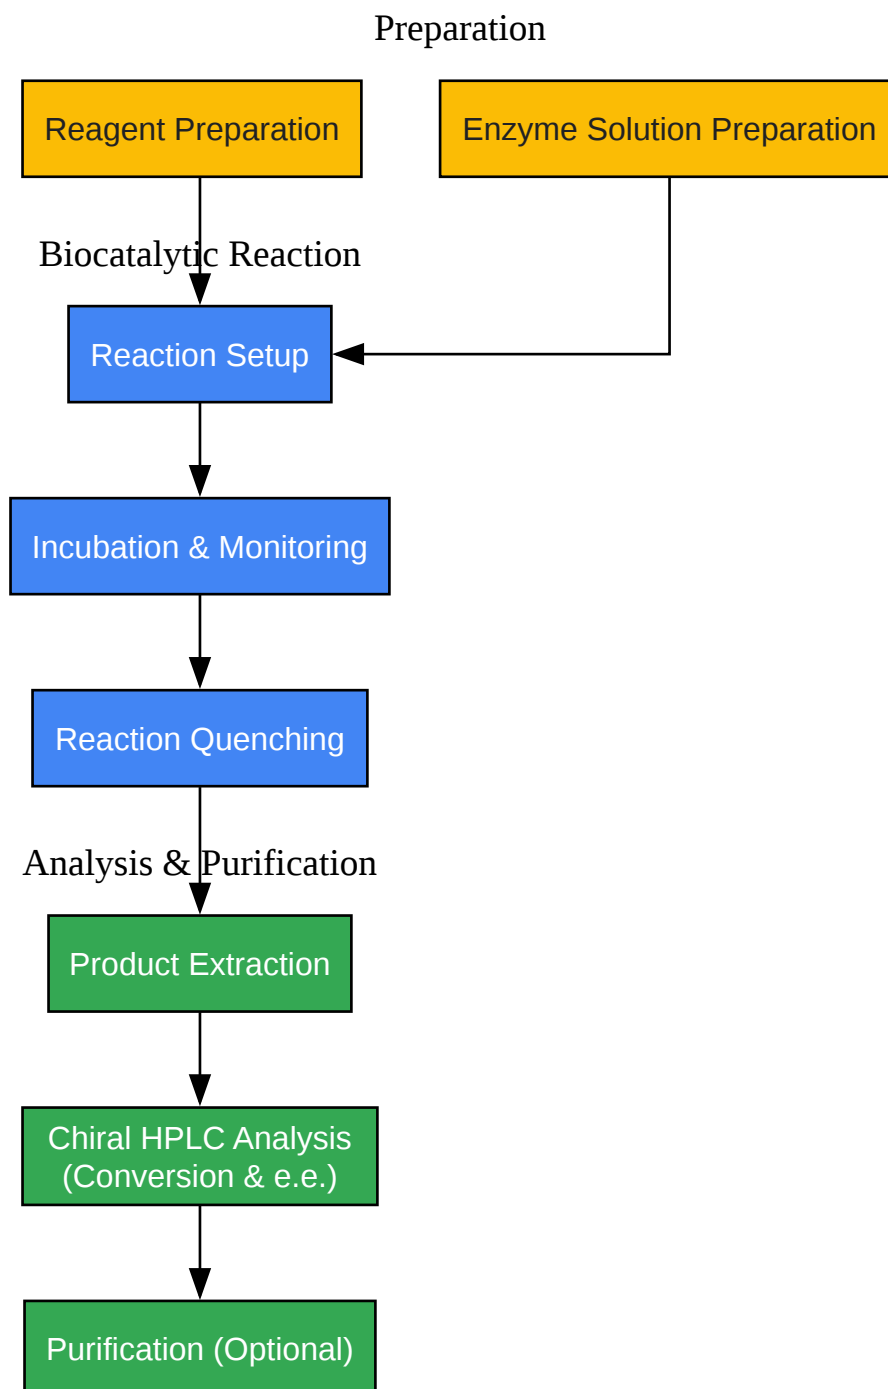 Preparation
Reagent Preparation
Enzyme Solution Preparation
Biocatalytic Reaction
Reaction Setup
Incubation & Monitoring
Reaction Quenching
Analysis & Purification
Product Extraction
Chiral HPLC Analysis
(Conversion & e.e.)
Purification (Optional)